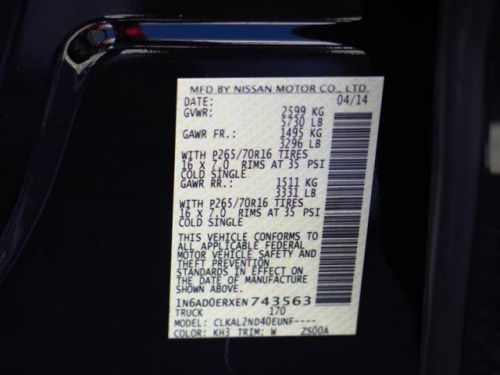 MFD BY NISSAN MOTOR CO., LTD.
DATE: 04/14
GVWR: 2599 KG
5730 LB
GAWR FR.: 1495 KG
3296 LB
WITH P265/70R16 TIRES
16 X 7.0 RIMS AT 35 PSI
COLD SINGLE
GAWR RR.: 1511 KG
3331 LB
WITH P265/70R16 TIRES
16 X 7.0 RIMS AT 35 PSI
COLD SINGLE
THIS VEHICLE CONFORMS TO
ALL APPLICABLE FEDERAL
MOTOR VEHICLE SAFETY AND
THEFT PREVENTION
STANDARDS IN EFFECT ON THE
DATE OF MANUFACTURE
SHOWN ABOVE.
1N6AD0ERXEN743563
TRUCK 170
MODEL: CLKAL2ND40EUNF----
COLOR: KH3 TRIM: W ZS00A